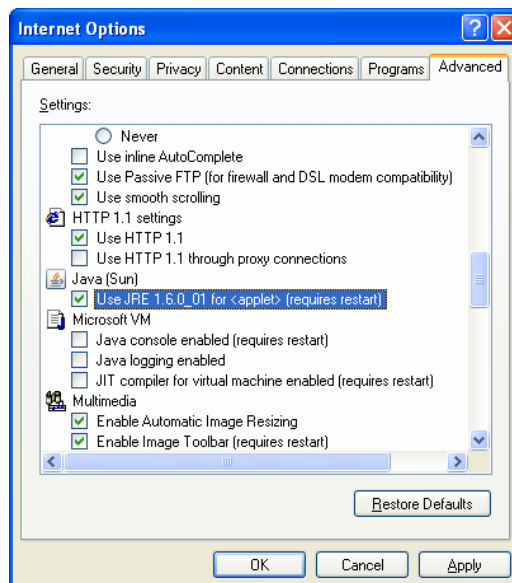 Internet Options
General Security Privacy Content Connections Programs Advanced
Settings:
Never
Use inline AutoComplete
Use Passive FTP (for firewall and DSL modem compatibility)
Use smooth scrolling
HTTP 1.1 settings
Use HTTP 1.1
Use HTTP 1.1 through proxy connections
Java (Sun)
Use JRE 1.6.0_01 for <applet> (requires restart)
Microsoft VM
Java console enabled (requires restart)
Java logging enabled
JIT compiler for virtual machine enabled (requires restart)
Multimedia
Enable Automatic Image Resizing
Enable Image Toolbar (requires restart)
Restore Defaults
OK Cancel Apply